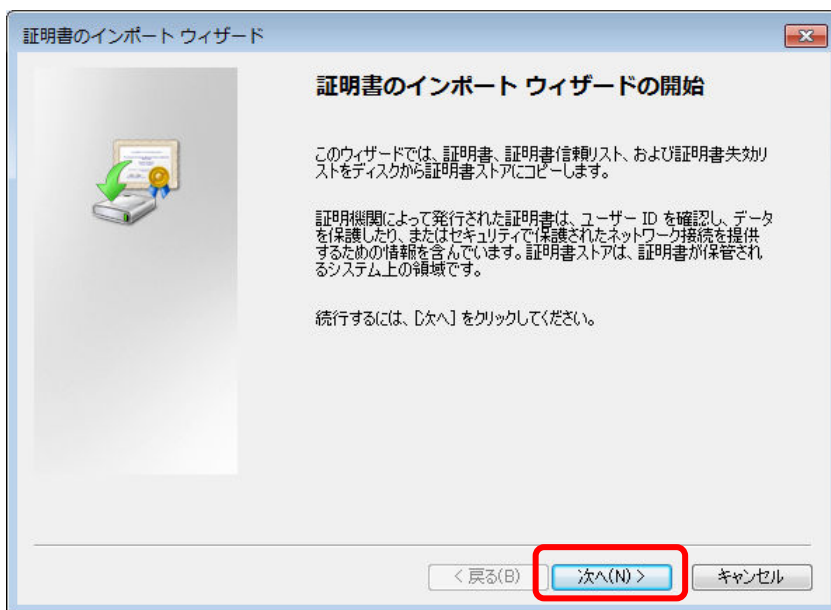 証明書のインポート ウィザード
証明書のインポート ウィザードの開始
このウィザードでは、証明書、証明書信頼リスト、および証明書失効リ
ストをディスクから証明書ストアにコピーします。
証明機関によって発行された証明書は、ユーザー ID を確認し、データ
を保護したり、またはセキュリティで保護されたネットワーク接続を提供
するための情報を含んでいます。証明書ストアは、証明書が保管され
るシステム上の領域です。
続行するには、[次へ] をクリックしてください。
< 戻る(B)
次へ(N) >
キャンセル